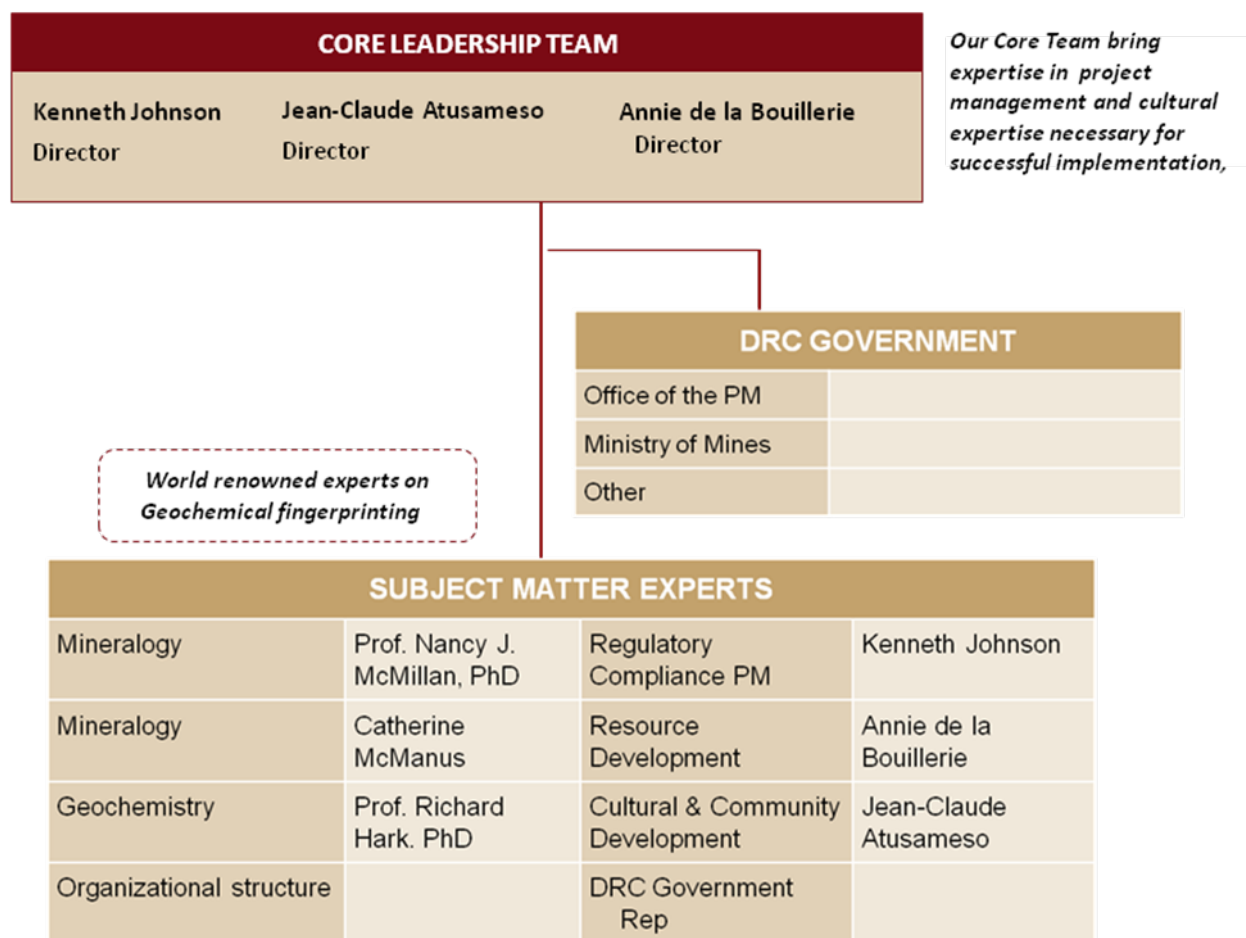 CORE LEADERSHIP TEAM
Kenneth Johnson
Director
Jean-Claude Atusameso
Director
Annie de la Bouillerie
Director
Our Core Team bring
expertise in project
management and cultural
expertise necessary for
successful implementation,
DRC GOVERNMENT
Office of the PM
Ministry of Mines
Other
World renowned experts on
Geochemical fingerprinting
SUBJECT MATTER EXPERTS
Mineralogy
Prof. Nancy J.
McMillan, PhD
Regulatory
Compliance PM
Kenneth Johnson
Mineralogy
Catherine
McManus
Resource
Development
Annie de la
Bouillerie
Geochemistry
Prof. Richard
Hark. PhD
Cultural & Community
Development
Jean-Claude
Atusameso
Organizational structure
DRC Government
Rep